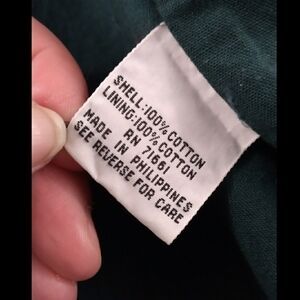 SHELL:100% COTTON
LINING:100% COTTON
RN 71661
MADE IN PHILIPPINES
SEE REVERSE FOR CARE